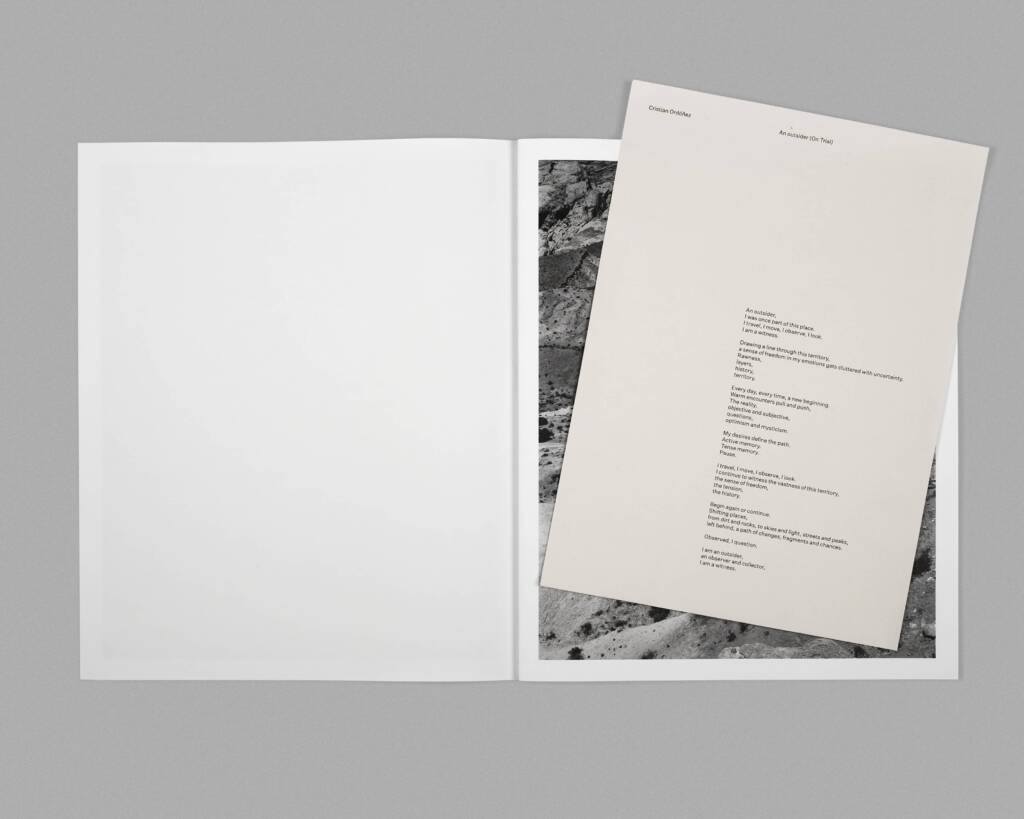 Cristian Ordóñez
An outsider (On Trial)
An outsider,
I was once part of this place.
I travel, I move, I observe, I look.
I am a witness.
Drawing a line through this territory,
a sense of freedom in my emotions gets cluttered with uncertainty.
Rawness,
layers,
history,
territory.
Every day, every time, a new beginning.
Warm encounters pull and push,
The reality,
objective and subjective,
questions,
optimism and mysticism.
My desires define the path.
Active memory.
Tense memory.
Pause.
I travel, I move, I observe, I look.
I continue to witness the vastness of this territory,
the sense of freedom,
the tension,
the history.
Begin again or continue.
Shifting places,
from dirt and rocks, to skies and light, streets and peaks,
left behind, a path of changes, fragments and chances.
Observed, I question.
I am an outsider,
an observer and collector,
I am a witness.